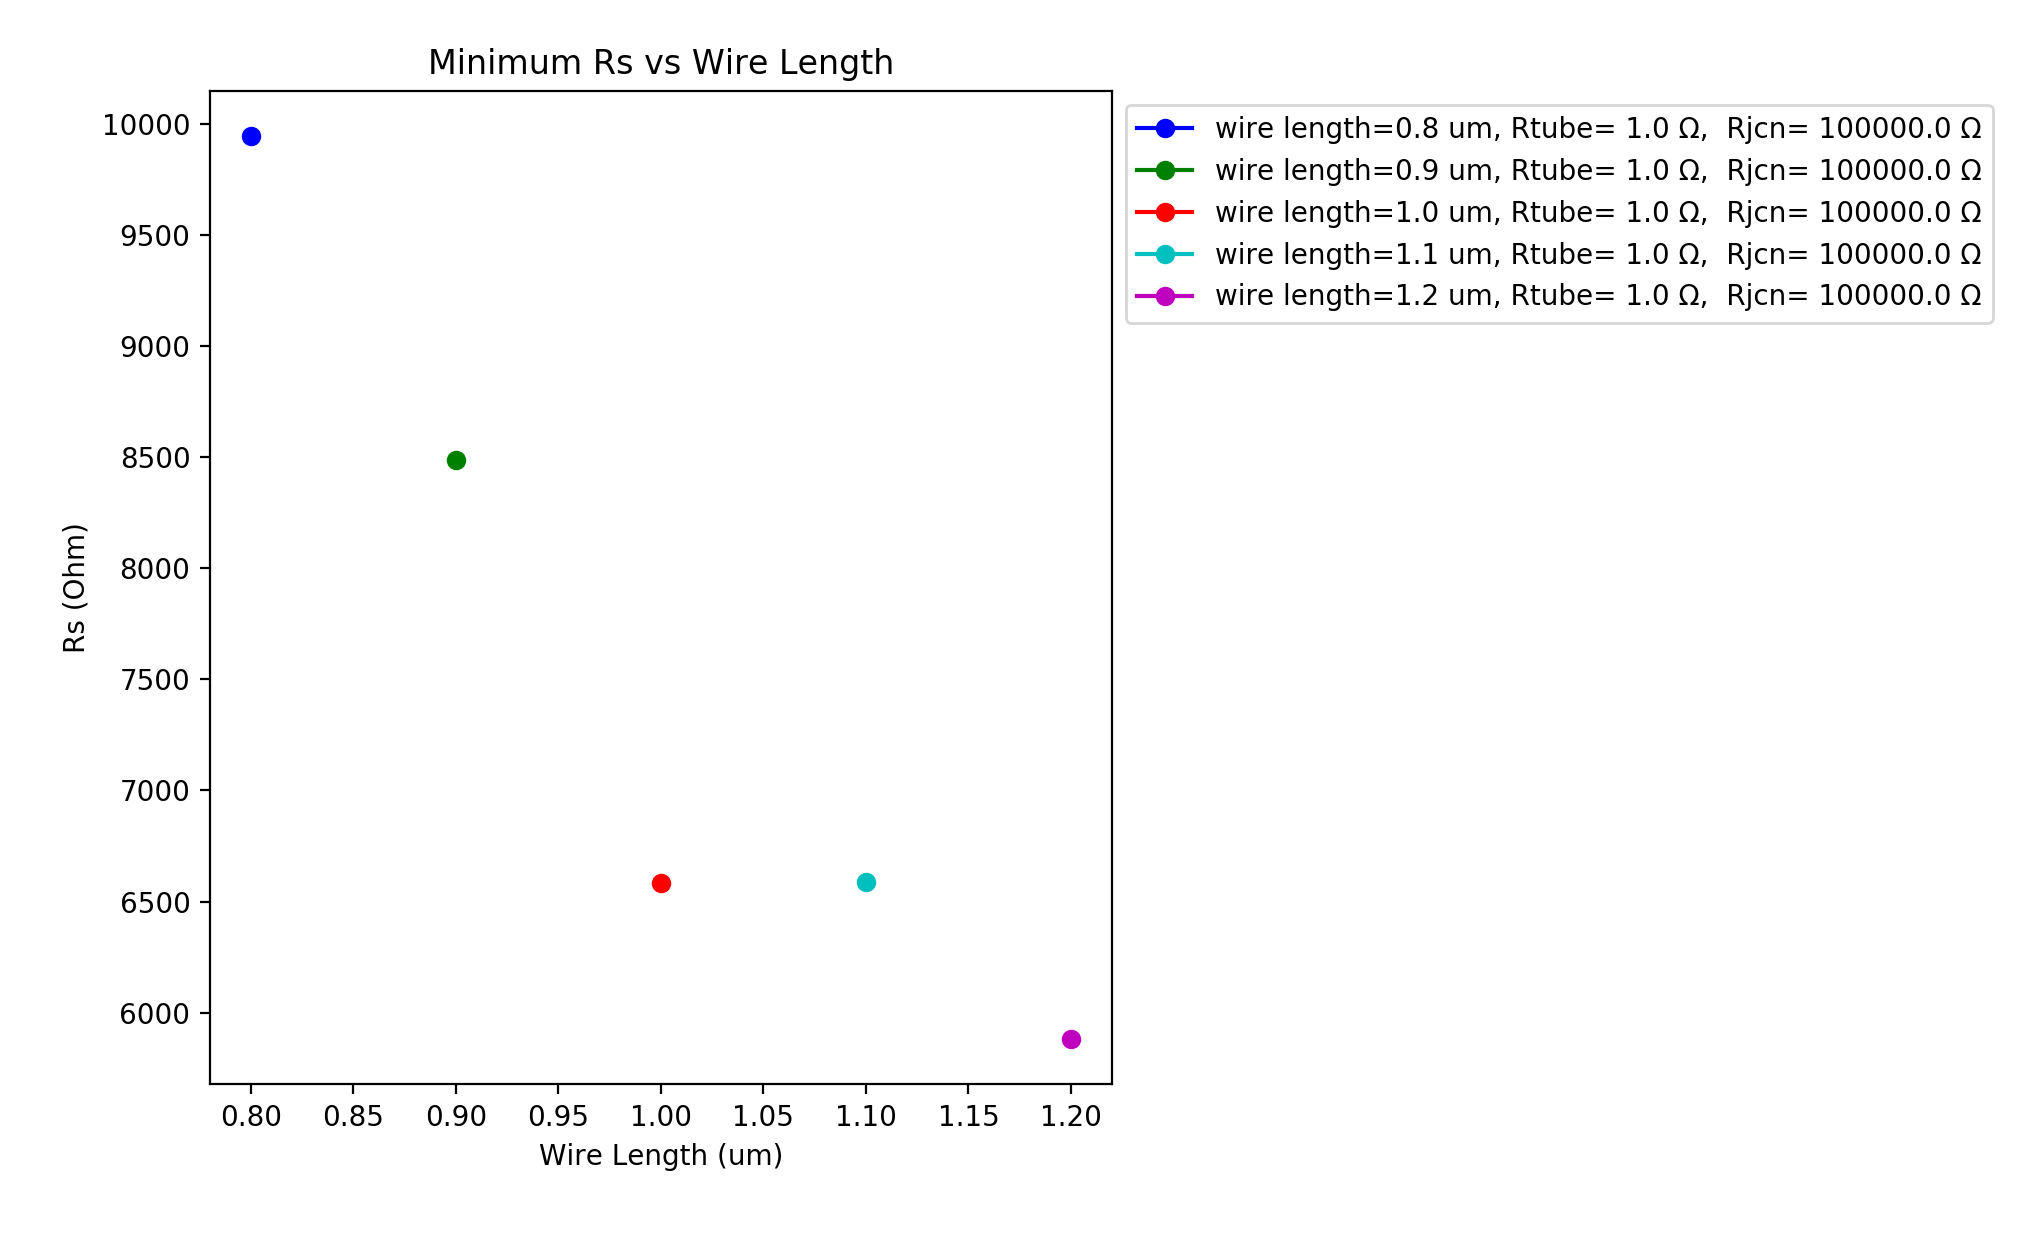 Minimum Rs vs Wire Length
10000
9500
9000
8500
8000
7500
7000
6500
6000
Rs (Ohm)
0.80 0.85 0.90 0.95 1.00 1.05 1.10 1.15 1.20
Wire Length (um)
wire length=0.8 um, Rtube= 1.0 Ω,  Rjcn= 100000.0 Ω
wire length=0.9 um, Rtube= 1.0 Ω,  Rjcn= 100000.0 Ω
wire length=1.0 um, Rtube= 1.0 Ω,  Rjcn= 100000.0 Ω
wire length=1.1 um, Rtube= 1.0 Ω,  Rjcn= 100000.0 Ω
wire length=1.2 um, Rtube= 1.0 Ω,  Rjcn= 100000.0 Ω